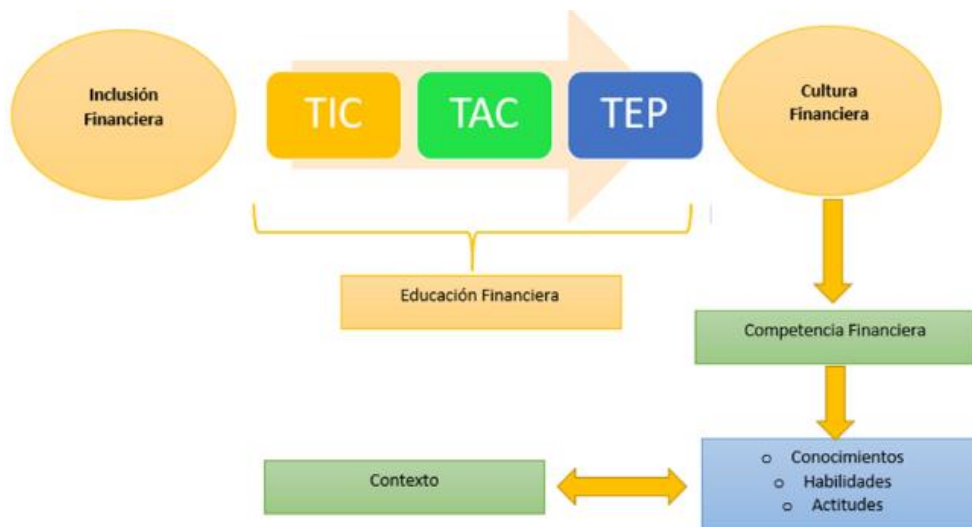 Inclusión
Financiera
TIC
TAC
TEP
Cultura
Financiera
Educación Financiera
Competencia Financiera
o Conocimientos
o Habilidades
o Actitudes
Contexto